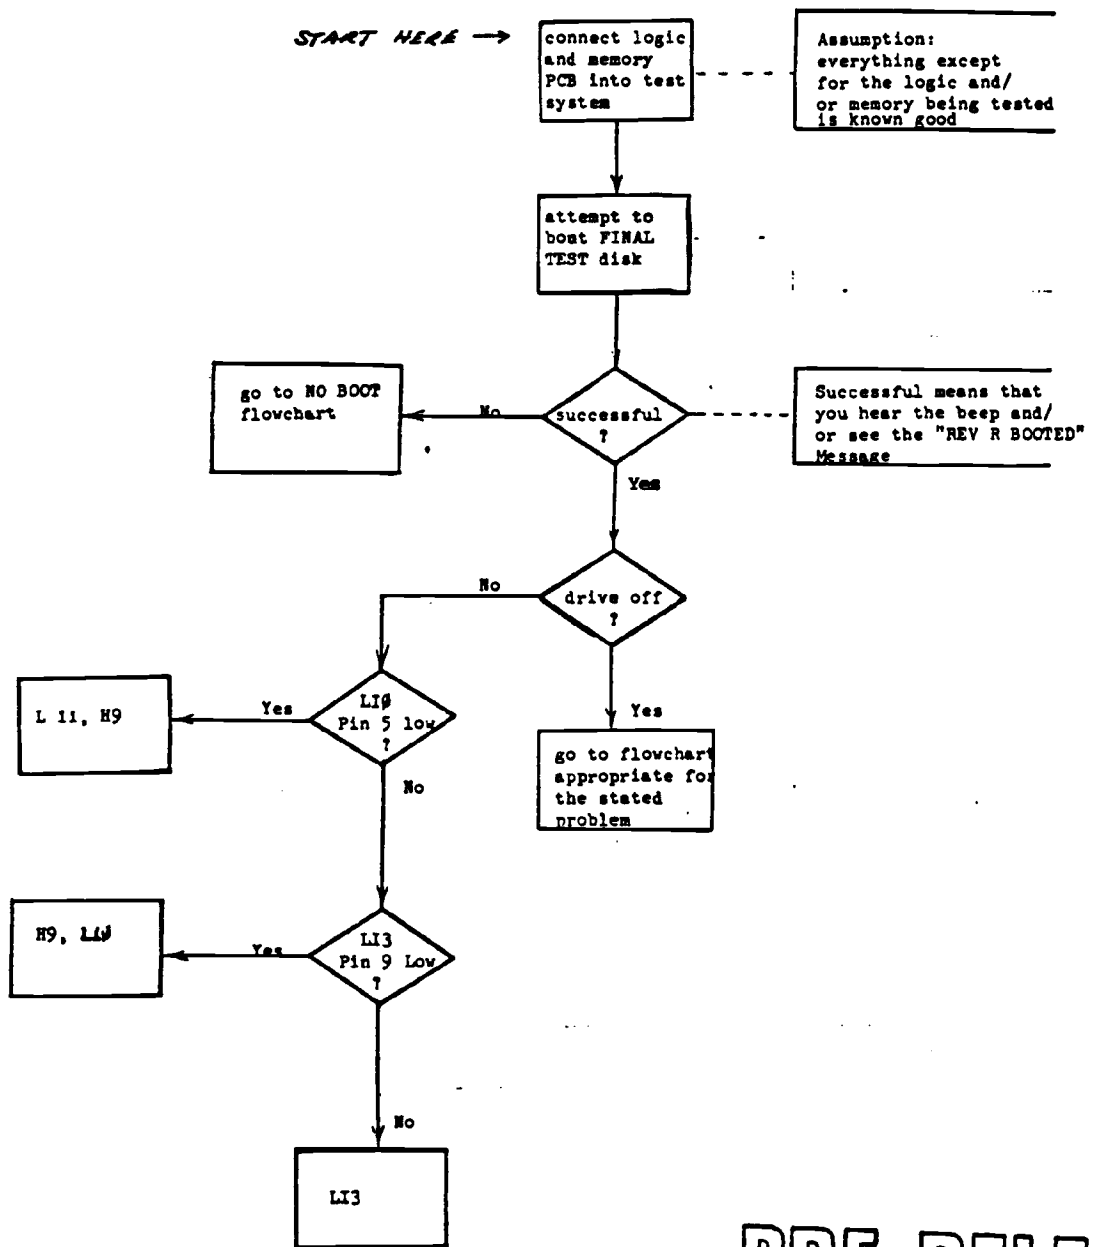 START HERE →
connect logic
and memory
PCB into test
system
Assumption:
everything except
for the logic and/
or memory being tested
is known good
attempt to
boot FINAL
TEST disk
go to NO BOOT
flowchart
No
successful
?
Successful means that
you hear the beep and/
or see the "REV R BOOTED"
Message
Yes
No
drive off
?
L 11, H9
Yes
LIØ
Pin 5 low
?
Yes
go to flowchart
appropriate for
the stated
problem
No
H9, LIØ
Yes
LI3
Pin 9 Low
?
No
LI3